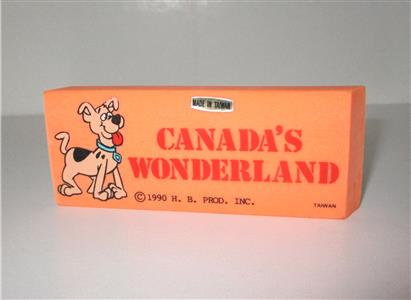 MADE IN TAIWAN
CANADA'S
WONDERLAND
©1990 H. B. PROD. INC.
TAIWAN